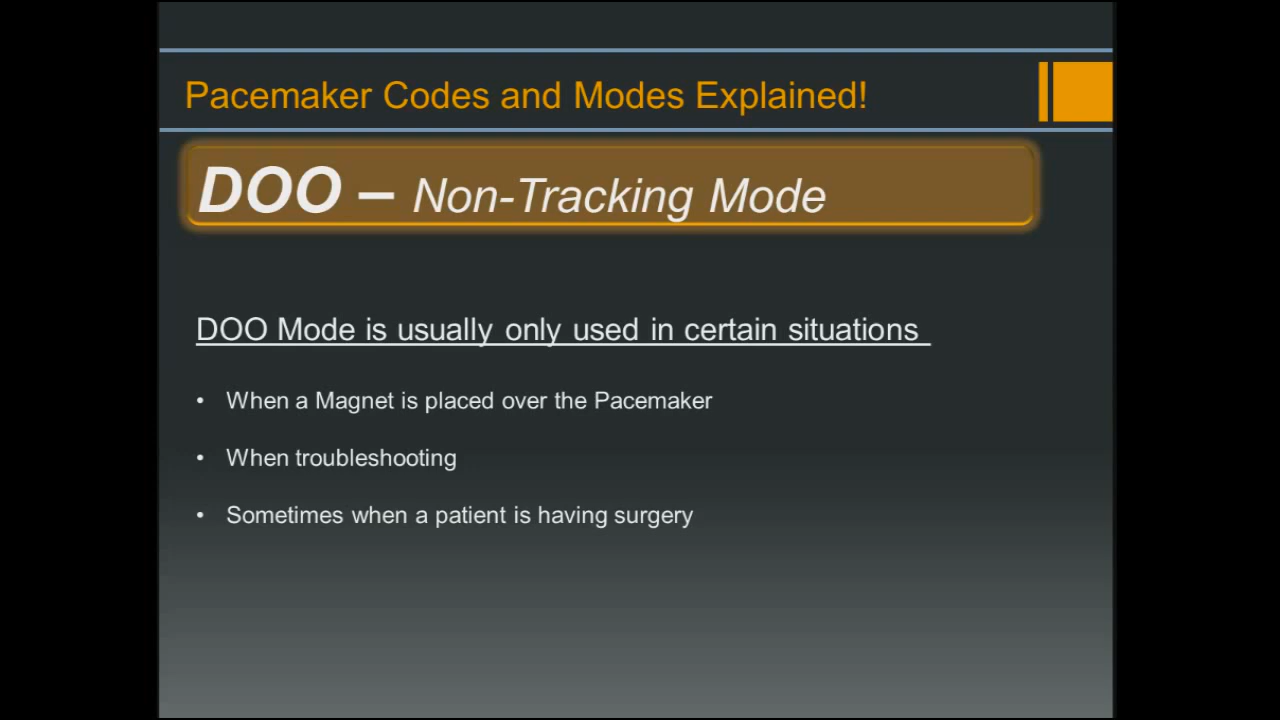 Pacemaker Codes and Modes Explained!
DOO – Non-Tracking Mode
DOO Mode is usually only used in certain situations
• When a Magnet is placed over the Pacemaker
• When troubleshooting
• Sometimes when a patient is having surgery